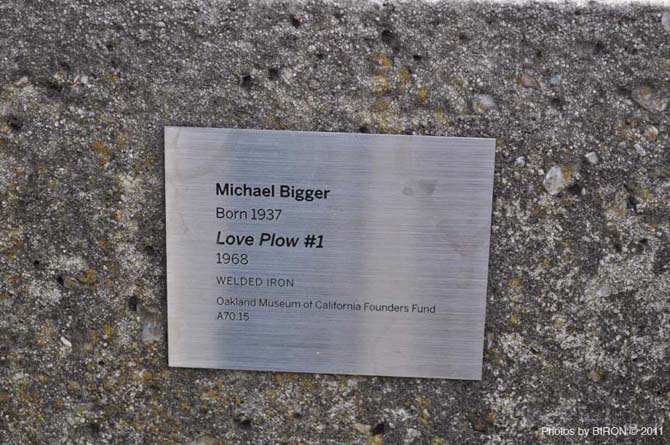 Michael Bigger
Born 1937
Love Plow #1
1968
WELDED IRON
Oakland Museum of California Founders Fund
A70.15
Photos by BIRON © 2011